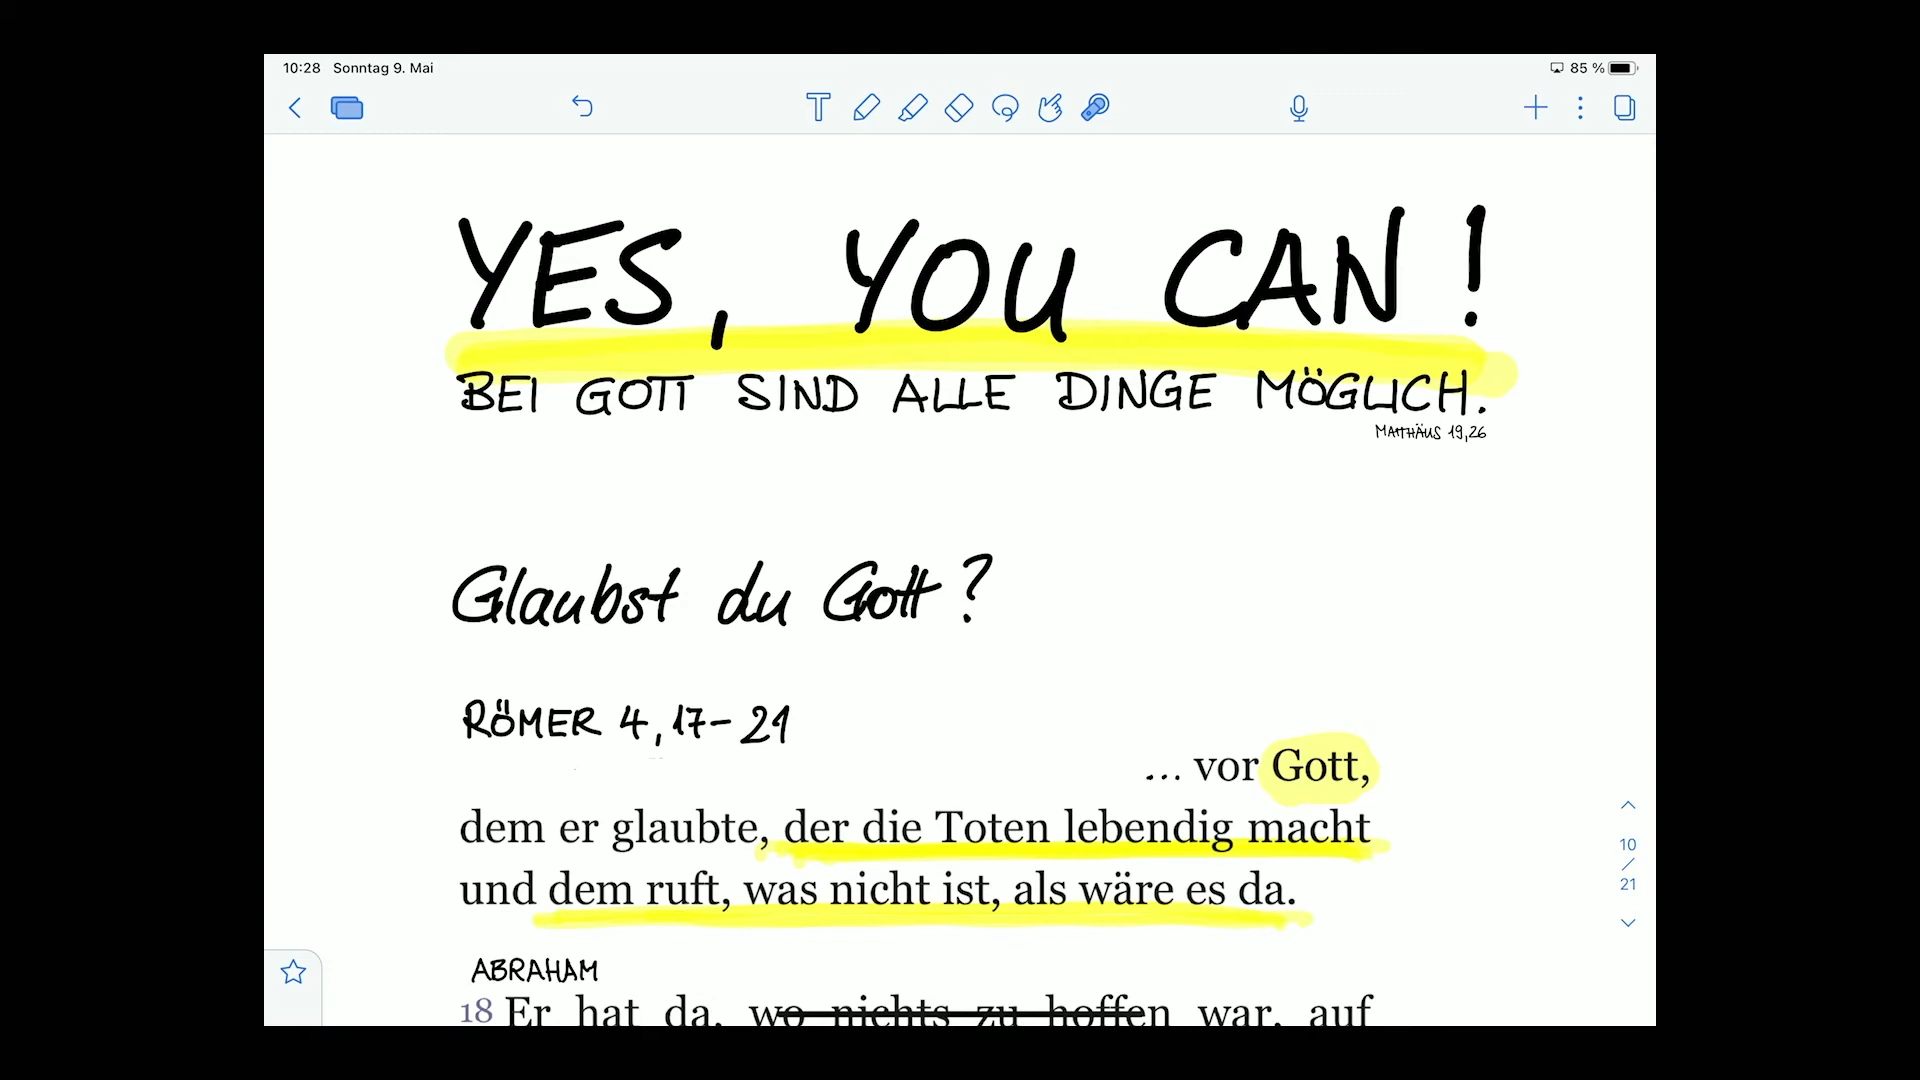 10:28 Sonntag 9. Mai
85 %
YES, YOU CAN!
BEI GOTT SIND ALLE DINGE MÖGLICH.
MATTHÄUS 19,26
Glaubst du Gott?
RÖMER 4,17-21
... vor Gott,
dem er glaubte, der die Toten lebendig macht
und dem ruft, was nicht ist, als wäre es da.
10
/
21
ABRAHAM
18 Er hat da, wo nichts zu hoffen war, auf